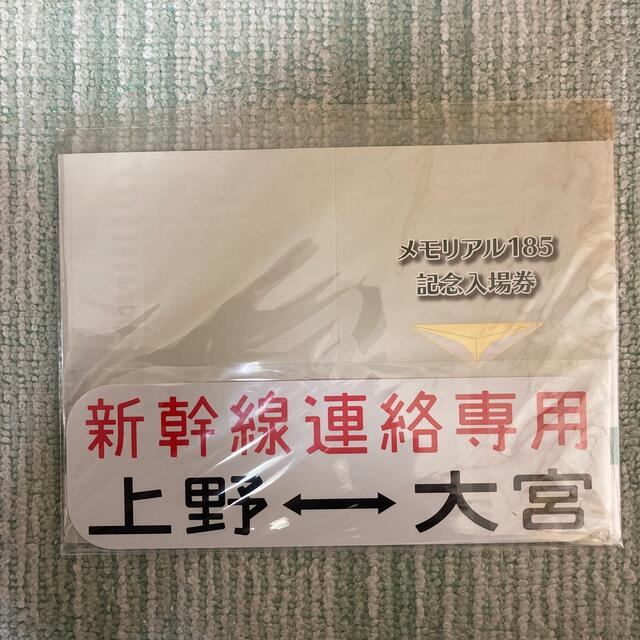 メモリアル185
記念入場券
新幹線連絡専用
上野⟷大宮